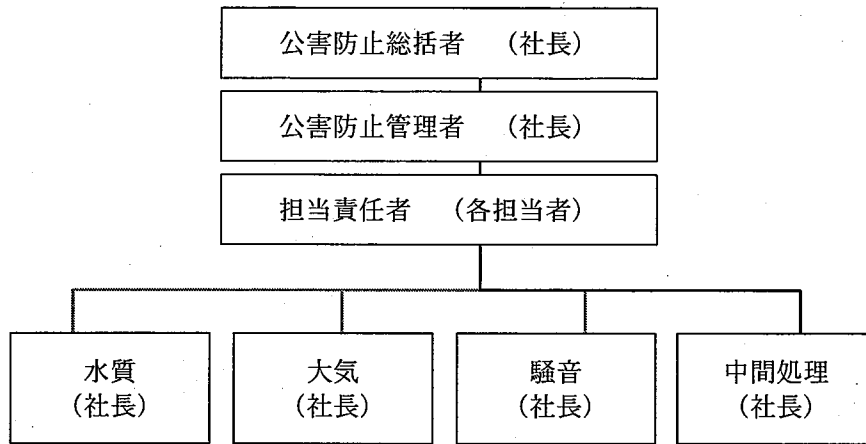 公害防止総括者 （社長）
公害防止管理者 （社長）
担当責任者 （各担当者）
水質
（社長）
大気
（社長）
騒音
（社長）
中間処理
（社長）